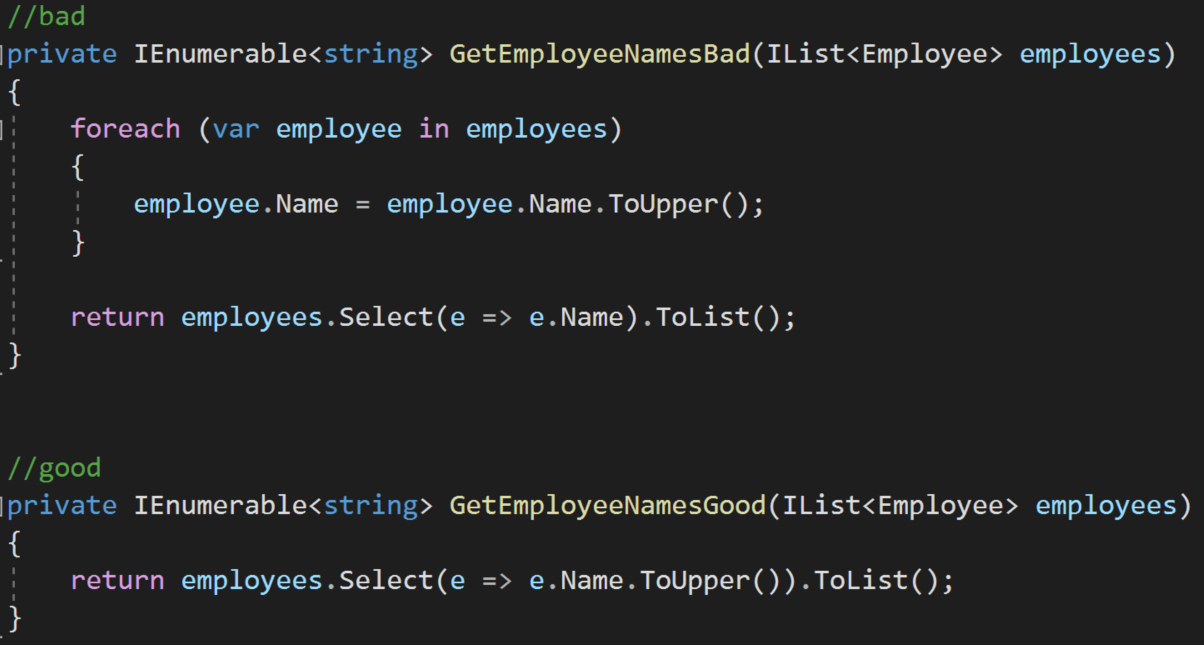 //bad
private IEnumerable<string> GetEmployeeNamesBad(IList<Employee> employees)
{
    foreach (var employee in employees)
    {
        employee.Name = employee.Name.ToUpper();
    }
    return employees.Select(e => e.Name).ToList();
}
//good
private IEnumerable<string> GetEmployeeNamesGood(IList<Employee> employees)
{
    return employees.Select(e => e.Name.ToUpper()).ToList();
}